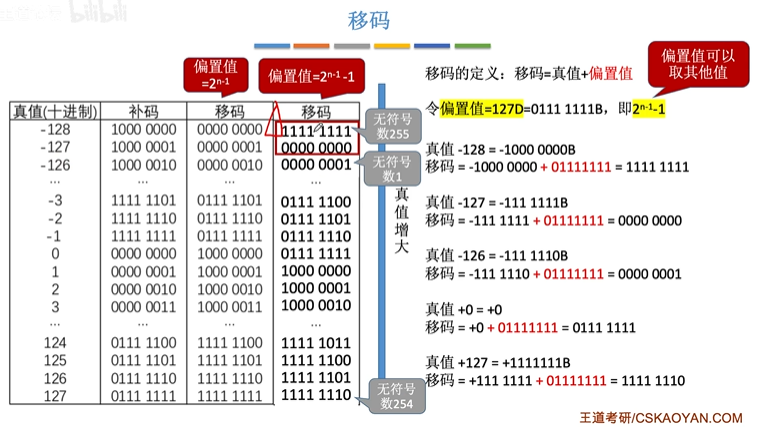 bilibili
移码
偏置值
=2ⁿ⁻¹
偏置值=2ⁿ⁻¹-1
真值(十进制) 补码 移码 移码
-128 1000 0000 0000 0000 1111 1111
-127 1000 0001 0000 0001 0000 0000
-126 1000 0010 0000 0010 0000 0001
... ... ... ...
-3 1111 1101 0111 1101 0111 1100
-2 1111 1110 0111 1110 0111 1101
-1 1111 1111 0111 1111 0111 1110
0 0000 0000 1000 0000 0111 1111
1 0000 0001 1000 0001 1000 0000
2 0000 0010 1000 0010 1000 0001
3 0000 0011 1000 0011 1000 0010
... ... ... ...
124 0111 1100 1111 1100 1111 1011
125 0111 1101 1111 1101 1111 1100
126 0111 1110 1111 1110 1111 1101
127 0111 1111 1111 1111 1111 1110
无符号
数255
无符号
数1
无符号
数254
真值增大
偏置值可以
取其他值
移码的定义：移码=真值+偏置值
令偏置值=127D=0111 1111B，即2ⁿ⁻¹-1
真值 -128 = -1000 0000B
移码 = -1000 0000 + 01111111 = 1111 1111
真值 -127 = -111 1111B
移码 = -111 1111 + 01111111 = 0000 0000
真值 -126 = -111 1110B
移码 = -111 1110 + 01111111 = 0000 0001
真值 +0 = +0
移码 = +0 + 01111111 = 0111 1111
真值 +127 = +1111111B
移码 = +111 1111 + 01111111 = 1111 1110
王道考研/CSKAOYAN.COM